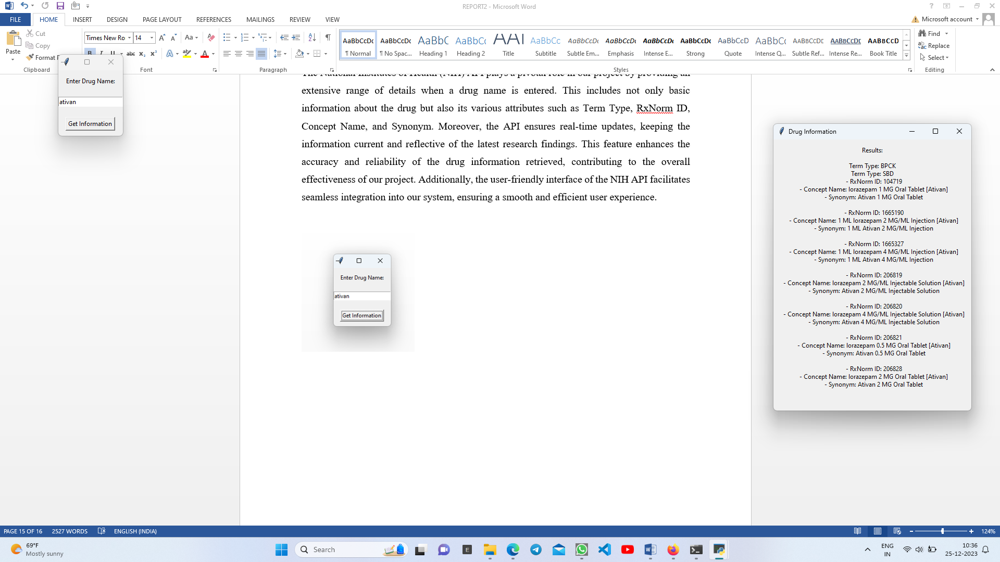 REPORT2 - Microsoft Word
FILE HOME INSERT DESIGN PAGE LAYOUT REFERENCES MAILINGS REVIEW VIEW Microsoft account
Paste
Cut
Copy
Format
Clipboard
Times New Ro 14
Font
Paragraph
AaBbCcDc AaBbCcDc AaBbC AaBbCc AaBbCc AaBbCcDc AaBbCcDc AaBbCcDc AaBbCcDc AaBbCcD AaBbCc AABBCCDE AABBCCDE AABBCCD
¶ Normal ¶ No Spac... Heading 1 Heading 2 Title Subtitle Subtle Em... Emphasis Intense E... Strong Quote Intense Q... Subtle Ref... Intense Re... Book Title
Styles
Find
Replace
Select
Editing
Enter Drug Name:
ativan
Get Information
The National Institutes of Health (NIH) API plays a pivotal role in our project by providing an
extensive range of details when a drug name is entered. This includes not only basic
information about the drug but also its various attributes such as Term Type, RxNorm ID,
Concept Name, and Synonym. Moreover, the API ensures real-time updates, keeping the
information current and reflective of the latest research findings. This feature enhances the
accuracy and reliability of the drug information retrieved, contributing to the overall
effectiveness of our project. Additionally, the user-friendly interface of the NIH API facilitates
seamless integration into our system, ensuring a smooth and efficient user experience.
Enter Drug Name:
ativan
Get Information
Drug Information
Results:
Term Type: BPCK
Term Type: SBD
- RxNorm ID: 104719
- Concept Name: lorazepam 1 MG Oral Tablet [Ativan]
- Synonym: Ativan 1 MG Oral Tablet
- RxNorm ID: 1665190
- Concept Name: 1 ML lorazepam 2 MG/ML Injection [Ativan]
- Synonym: 1 ML Ativan 2 MG/ML Injection
- RxNorm ID: 1665327
- Concept Name: 1 ML lorazepam 4 MG/ML Injection [Ativan]
- Synonym: 1 ML Ativan 4 MG/ML Injection
- RxNorm ID: 206819
- Concept Name: lorazepam 2 MG/ML Injectable Solution [Ativan]
- Synonym: Ativan 2 MG/ML Injectable Solution
- RxNorm ID: 206820
- Concept Name: lorazepam 4 MG/ML Injectable Solution [Ativan]
- Synonym: Ativan 4 MG/ML Injectable Solution
- RxNorm ID: 206821
- Concept Name: lorazepam 0.5 MG Oral Tablet [Ativan]
- Synonym: Ativan 0.5 MG Oral Tablet
- RxNorm ID: 206828
- Concept Name: lorazepam 2 MG Oral Tablet [Ativan]
- Synonym: Ativan 2 MG Oral Tablet
PAGE 15 OF 16 2527 WORDS ENGLISH (INDIA) 124%
69°F
Mostly sunny
Search
ENG
IN
10:36
25-12-2023